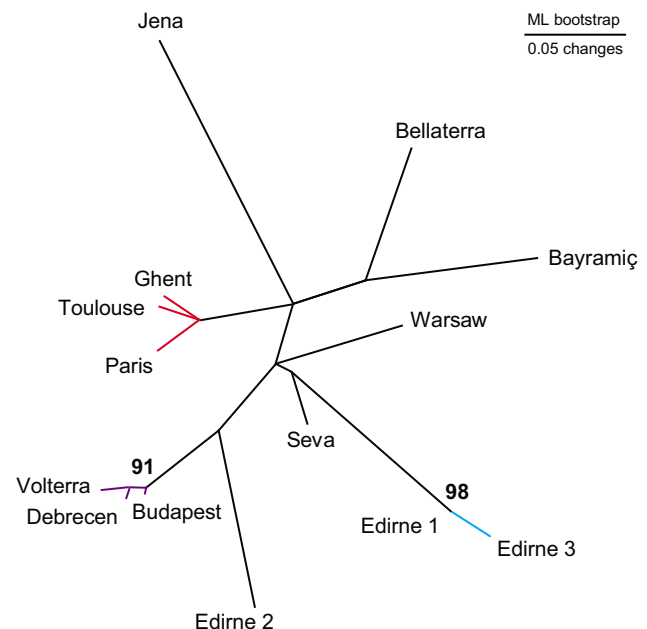 Jena
ML bootstrap
0.05 changes
Bellaterra
Bayramiç
Ghent
Toulouse
Paris
Warsaw
Seva
91
Volterra
Debrecen
Budapest
98
Edirne 1
Edirne 3
Edirne 2